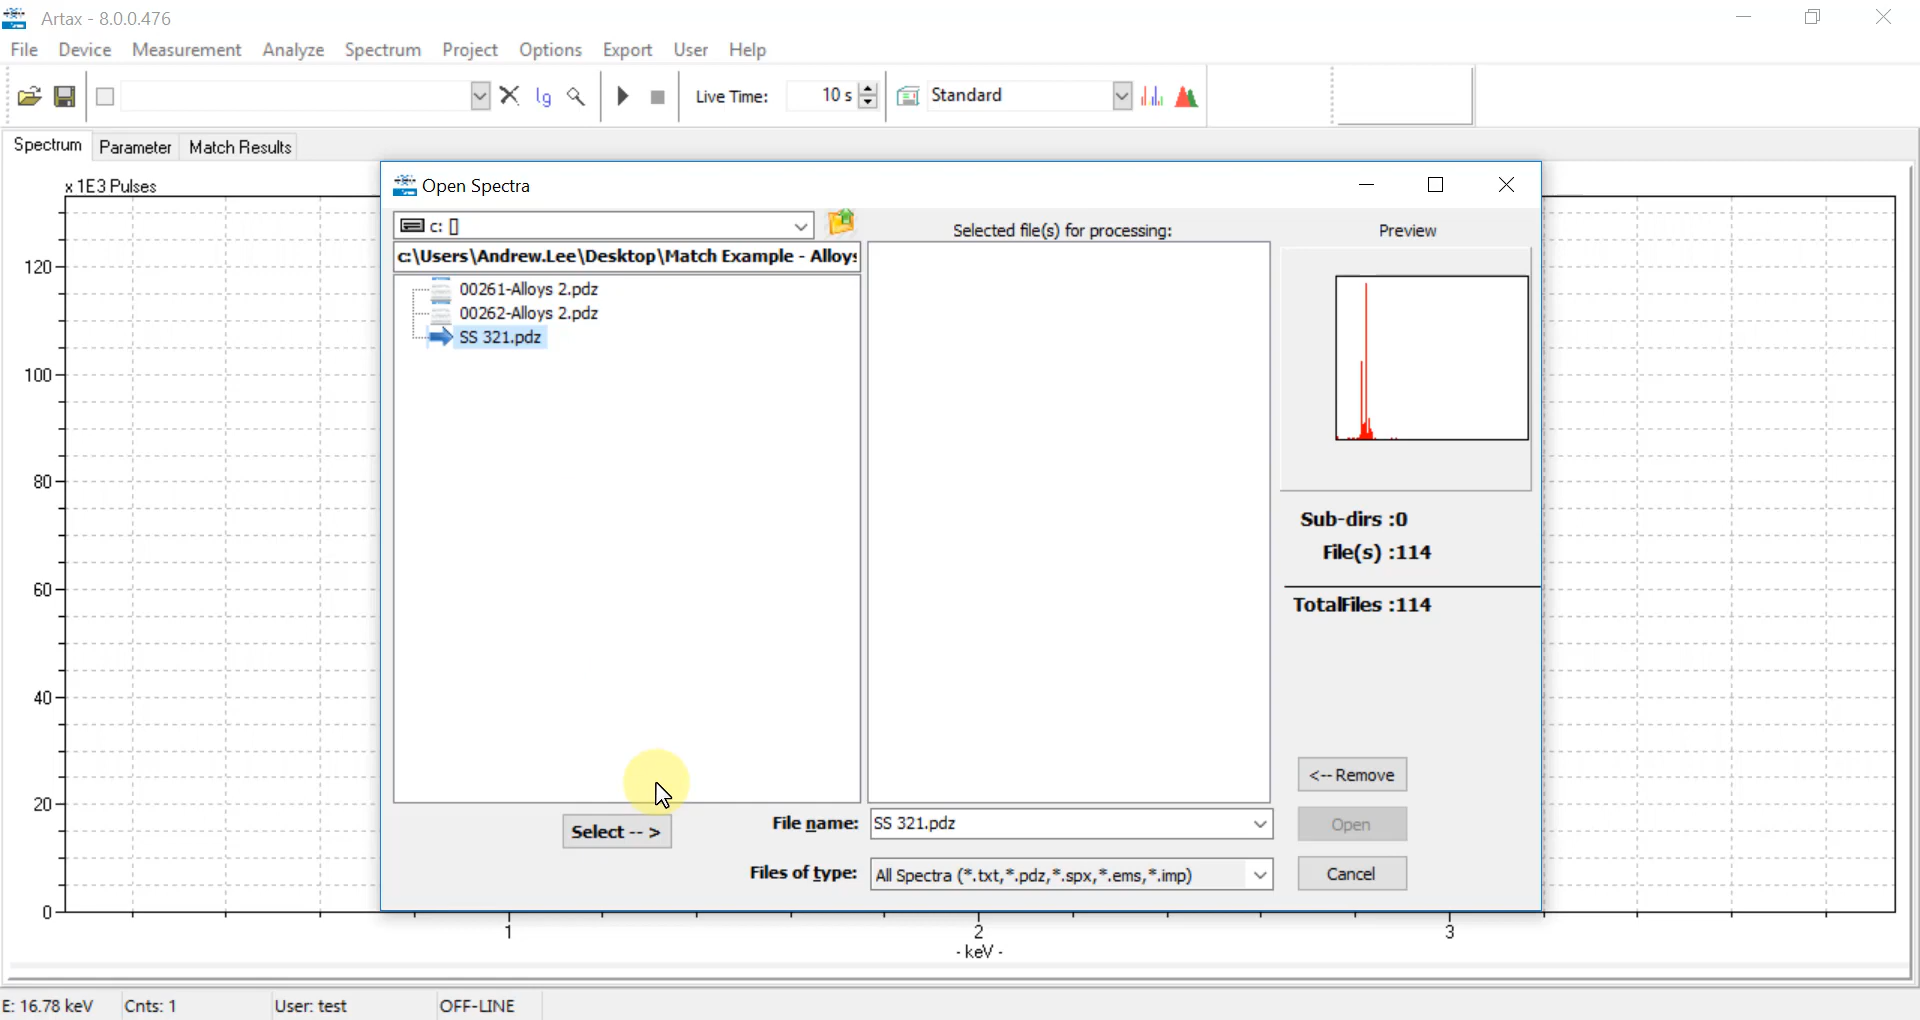 Artax - 8.0.0.476
File Device Measurement Analyze Spectrum Project Options Export User Help
lg Live Time: 10 s Standard
Spectrum Parameter Match Results
x 1E3 Pulses
120
100
80
60
40
20
0
1 2 3
- keV -
Open Spectra
c: []
c:\Users\Andrew.Lee\Desktop\Match Example - Alloys
00261-Alloys 2.pdz
00262-Alloys 2.pdz
SS 321.pdz
Selected file(s) for processing:
Preview
Sub-dirs :0
File(s) :114
TotalFiles :114
<-- Remove
Select -- > File name: SS 321.pdz Open
Files of type: All Spectra (*.txt,*.pdz,*.spx,*.ems,*.imp) Cancel
E: 16.78 keV Cnts: 1 User: test OFF-LINE